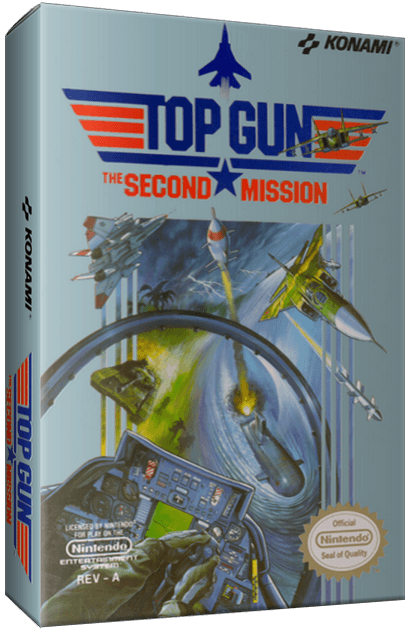 KONAMI®
TOP GUN™
THE SECOND MISSION
KONAMI®
TOP GUN
THE SECOND MISSION
LICENSED BY NINTENDO
FOR PLAY ON THE
Nintendo
ENTERTAINMENT
SYSTEM
REV-A
Official
Nintendo
Seal of Quality